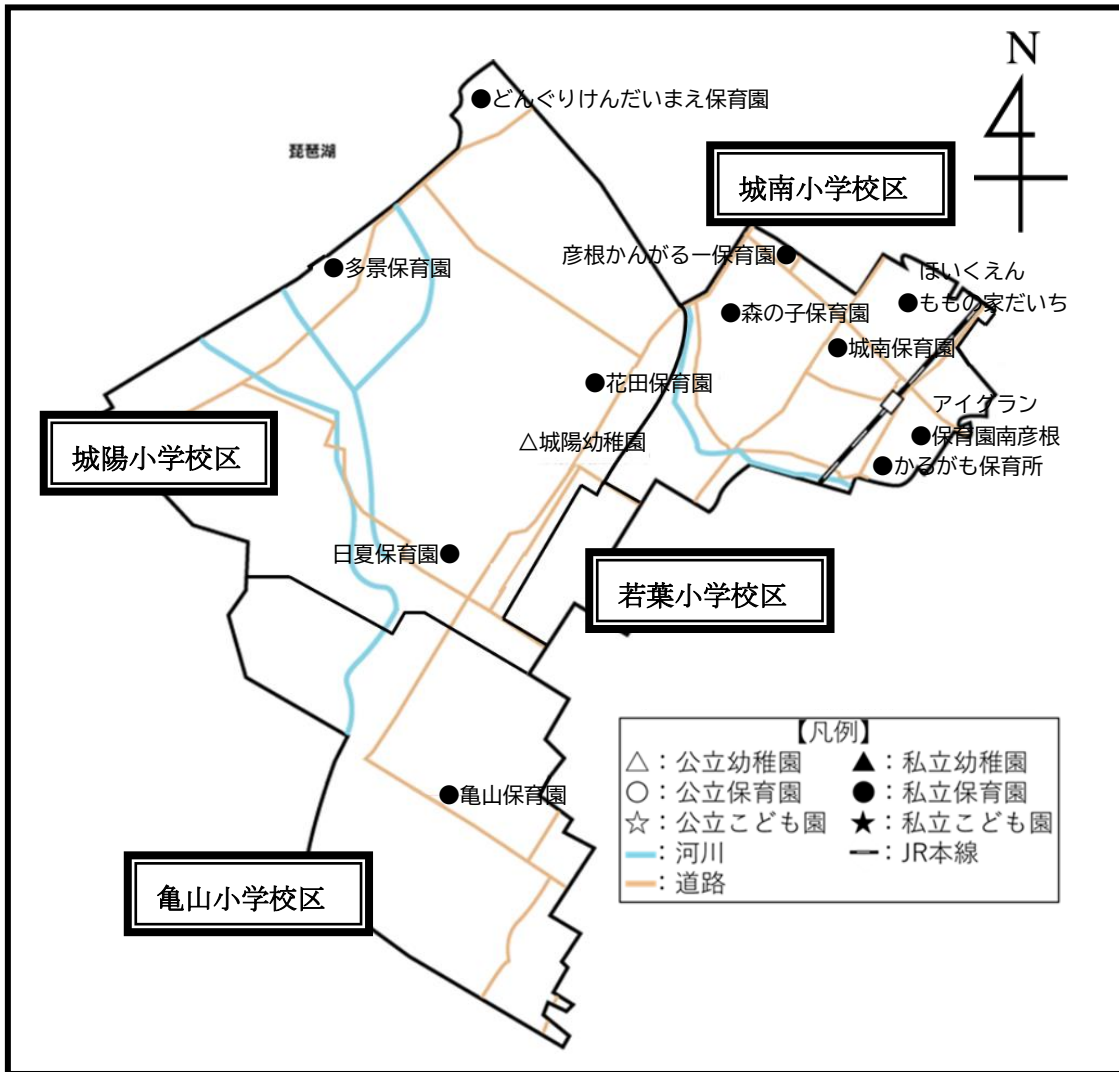 N
●どんぐりけんだいまえ保育園
琵琶湖
城南小学校区
彦根かんがるー保育園●
ほいくえん
●ももの家だいち
●多景保育園
●森の子保育園
●城南保育園
●花田保育園
アイグラン
●保育園南彦根
△城陽幼稚園
●かるがも保育所
城陽小学校区
日夏保育園●
若葉小学校区
●亀山保育園
亀山小学校区
【凡例】
△：公立幼稚園 ▲：私立幼稚園
○：公立保育園 ●：私立保育園
☆：公立こども園 ★：私立こども園
：河川 ：JR本線
：道路